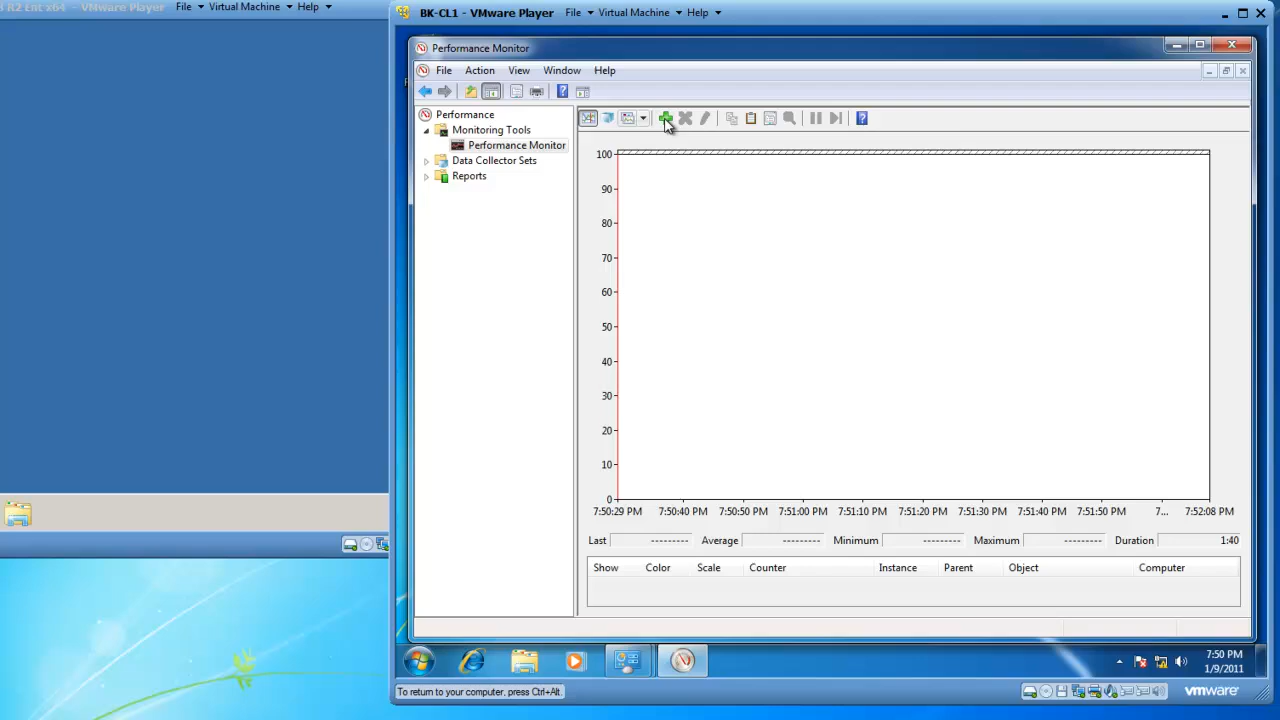 3 R2 Ent x64 - VMware Player File Virtual Machine Help
BK-CL1 - VMware Player File Virtual Machine Help
Performance Monitor
File Action View Window Help
Performance
Monitoring Tools
Performance Monitor
Data Collector Sets
Reports
100
90
80
70
60
50
40
30
20
10
0
7:50:29 PM 7:50:40 PM 7:50:50 PM 7:51:00 PM 7:51:10 PM 7:51:20 PM 7:51:30 PM 7:51:40 PM 7:51:50 PM 7... 7:52:08 PM
Last --------- Average --------- Minimum --------- Maximum --------- Duration 1:40
Show Color Scale Counter Instance Parent Object Computer
7:50 PM
1/9/2011
To return to your computer, press Ctrl+Alt.
vmware